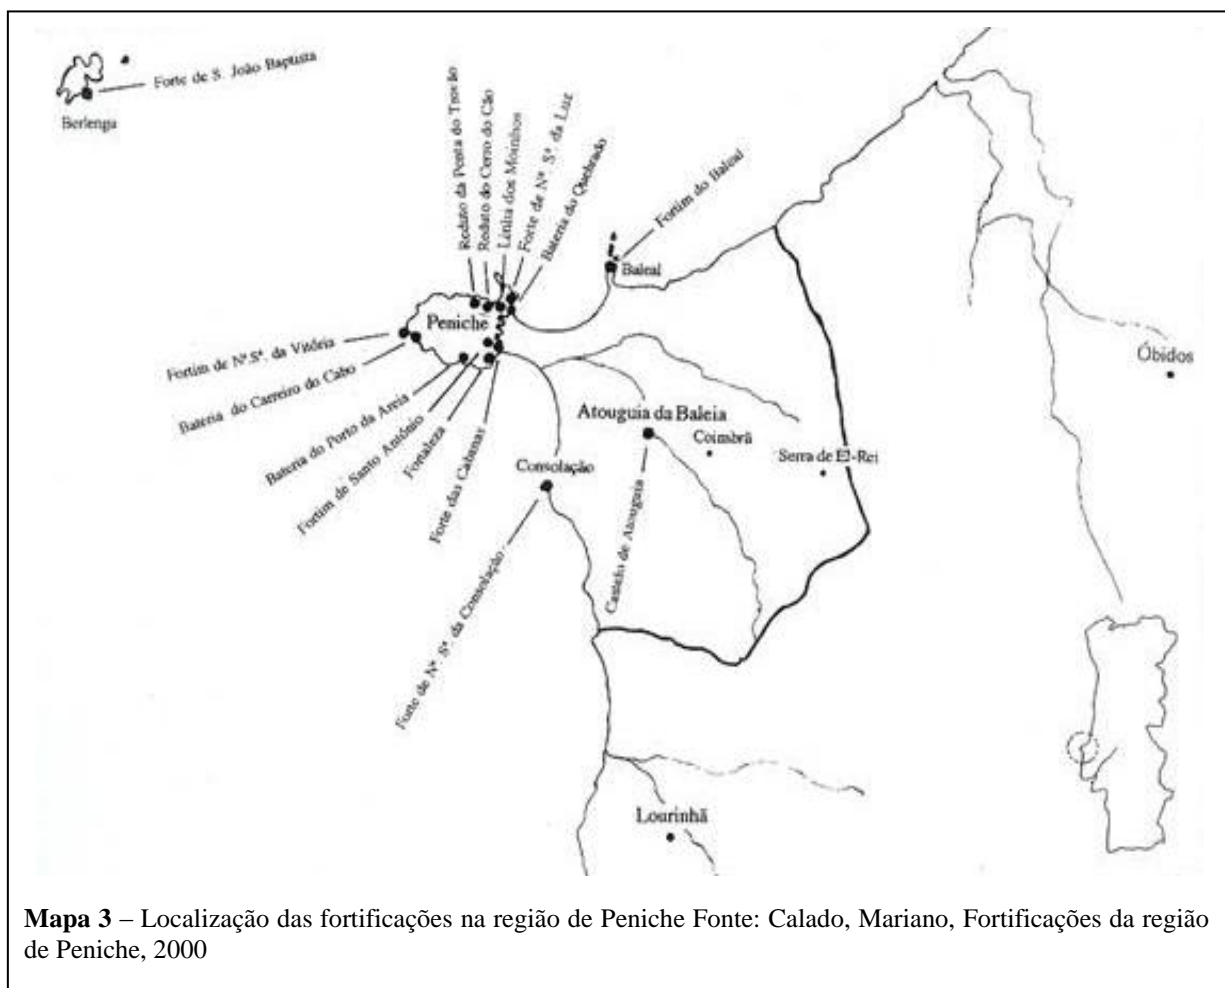 Forte de S. João Baptista
Berlenga
Reduto da Ponta do Trovão
Reduto do Cerro do Cão
Linha dos Moinhos
Forte de Nª. Sª. da Luz
Bateria do Quebrado
Fortim do Baleal
Baleal
Peniche
Fortim de Nª.Sª. da Vitória
Bateria do Carreiro do Cabo
Bateria do Porto da Areia
Fortim de Santo António
Fortaleza
Forte das Cabanas
Óbidos
Atouguia da Baleia
Coimbrã
Serra de El-Rei
Consolação
Castelo de Atouguia
Forte de Nª. Sª. da Consolação
Lourinhã
Mapa 3 – Localização das fortificações na região de Peniche Fonte: Calado, Mariano, Fortificações da região
de Peniche, 2000